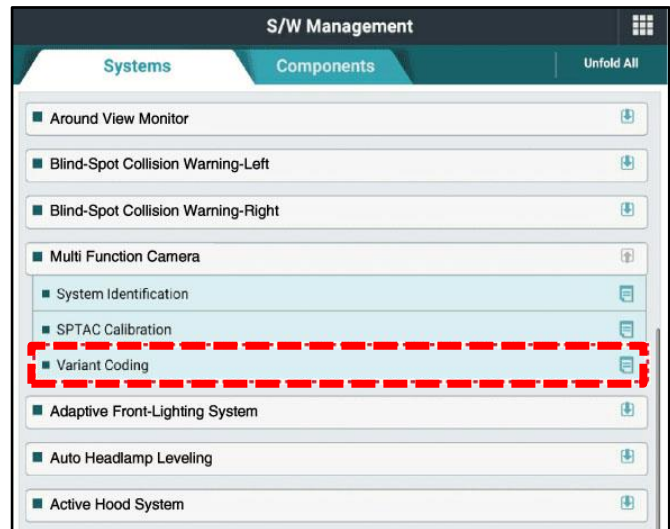 S/W Management
Systems
Components
Unfold All
Around View Monitor
Blind-Spot Collision Warning-Left
Blind-Spot Collision Warning-Right
Multi Function Camera
System Identification
SPTAC Calibration
Variant Coding
Adaptive Front-Lighting System
Auto Headlamp Leveling
Active Hood System